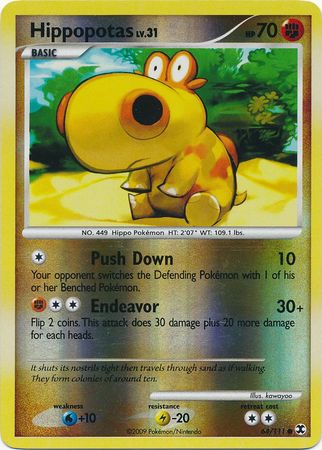 Hippopotas LV.31 HP 70
BASIC
NO. 449 Hippo Pokémon HT: 2'07" WT: 109.1 lbs.
Push Down 10
Your opponent switches the Defending Pokémon with 1 of his
or her Benched Pokémon.
Endeavor 30+
Flip 2 coins. This attack does 30 damage plus 20 more damage
for each heads.
It shuts its nostrils tight then travels through sand as if walking.
They form colonies of around ten.
Illus. kawayoo
weakness resistance retreat cost
+10 -20
©2009 Pokémon/Nintendo 64/111